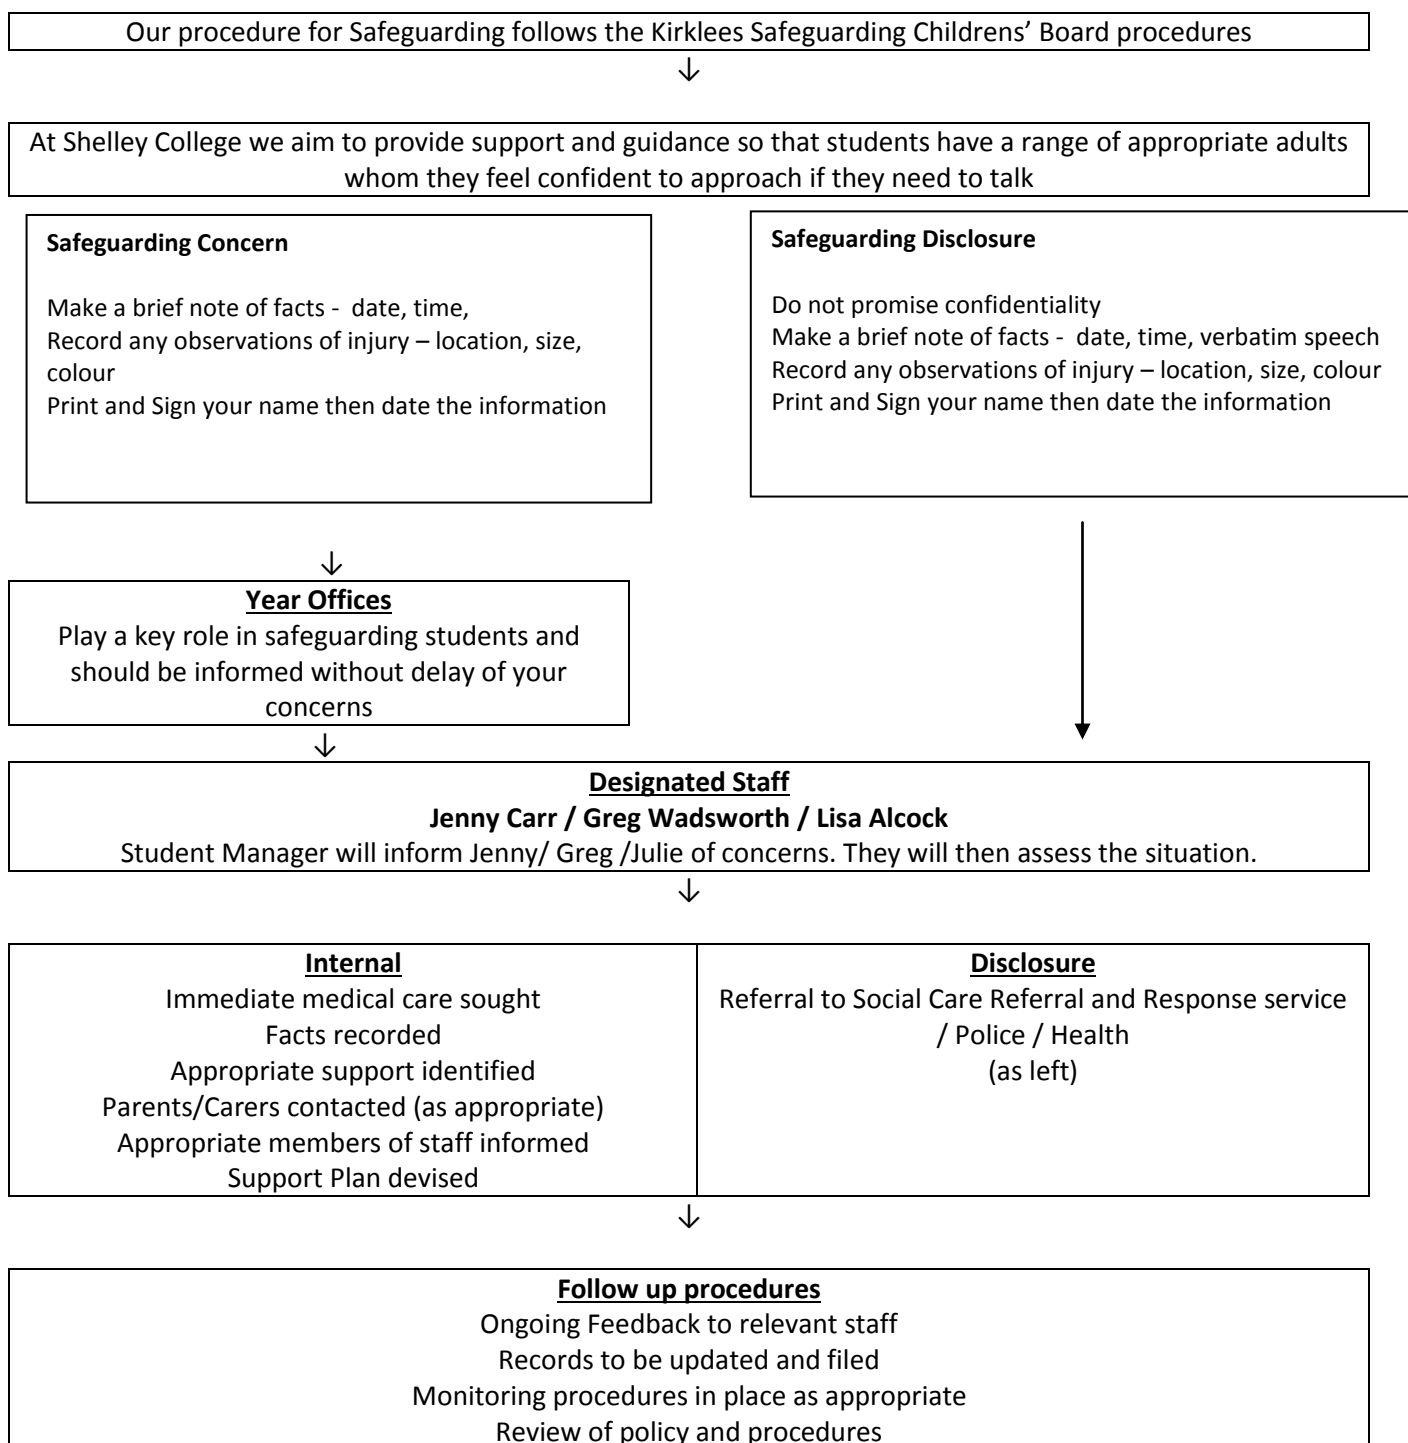 Our procedure for Safeguarding follows the Kirklees Safeguarding Childrens' Board procedures
At Shelley College we aim to provide support and guidance so that students have a range of appropriate adults
whom they feel confident to approach if they need to talk
Safeguarding Concern
Make a brief note of facts -  date, time,
Record any observations of injury – location, size,
colour
Print and Sign your name then date the information
Safeguarding Disclosure
Do not promise confidentiality
Make a brief note of facts -  date, time, verbatim speech
Record any observations of injury – location, size, colour
Print and Sign your name then date the information
Year Offices
Play a key role in safeguarding students and
should be informed without delay of your
concerns
Designated Staff
Jenny Carr / Greg Wadsworth / Lisa Alcock
Student Manager will inform Jenny/ Greg /Julie of concerns. They will then assess the situation.
Internal
Immediate medical care sought
Facts recorded
Appropriate support identified
Parents/Carers contacted (as appropriate)
Appropriate members of staff informed
Support Plan devised
Disclosure
Referral to Social Care Referral and Response service
/ Police / Health
(as left)
Follow up procedures
Ongoing Feedback to relevant staff
Records to be updated and filed
Monitoring procedures in place as appropriate
Review of policy and procedures